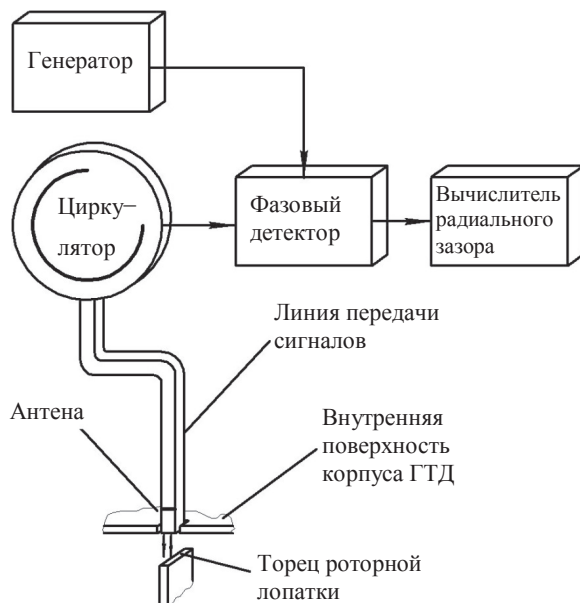 Генератор
Цирку–
лятор
Фазовый
детектор
Вычислитель
радиального
зазора
Линия передачи
сигналов
Антена
Внутренняя
поверхность
корпуса ГТД
Торец роторной
лопатки